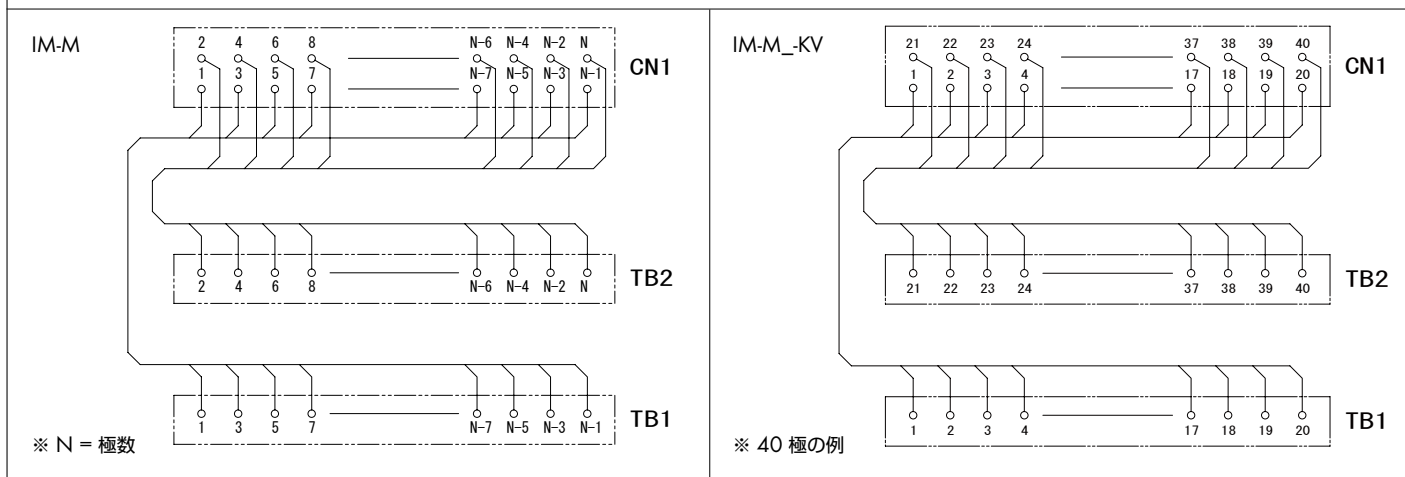 IM-M
2 4 6 8 N-6 N-4 N-2 N
1 3 5 7 N-7 N-5 N-3 N-1
CN1
2 4 6 8 N-6 N-4 N-2 N
TB2
1 3 5 7 N-7 N-5 N-3 N-1
TB1
※ N = 極数
IM-M_-KV
21 22 23 24 37 38 39 40
1 2 3 4 17 18 19 20
CN1
21 22 23 24 37 38 39 40
TB2
1 2 3 4 17 18 19 20
TB1
※ 40 極の例